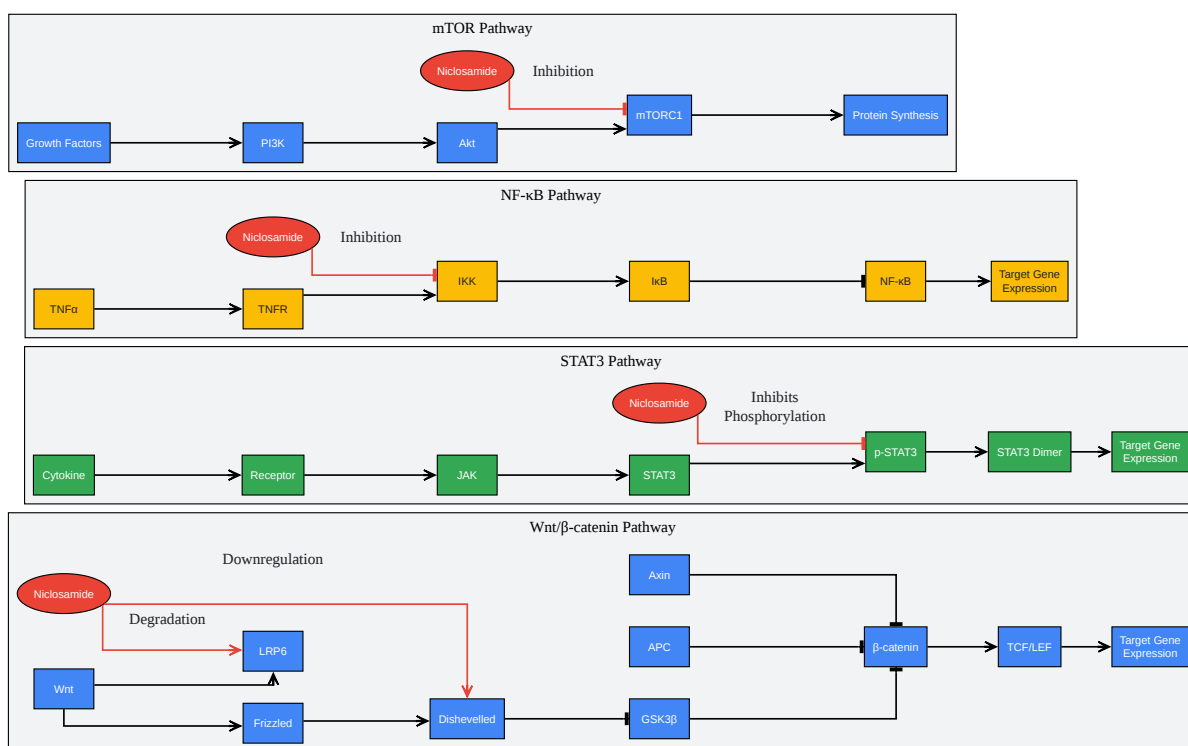 mTOR Pathway
Niclosamide
Inhibition
mTORC1
Protein Synthesis
Growth Factors
PI3K
Akt
NF-κB Pathway
Niclosamide
Inhibition
IKK
IκB
NF-κB
Target Gene
Expression
TNFα
TNFR
STAT3 Pathway
Niclosamide
Inhibits
Phosphorylation
p-STAT3
STAT3 Dimer
Target Gene
Expression
Cytokine
Receptor
JAK
STAT3
Wnt/β-catenin Pathway
Downregulation
Niclosamide
Degradation
Axin
LRP6
APC
β-catenin
TCF/LEF
Target Gene
Expression
Wnt
Frizzled
Dishevelled
GSK3β